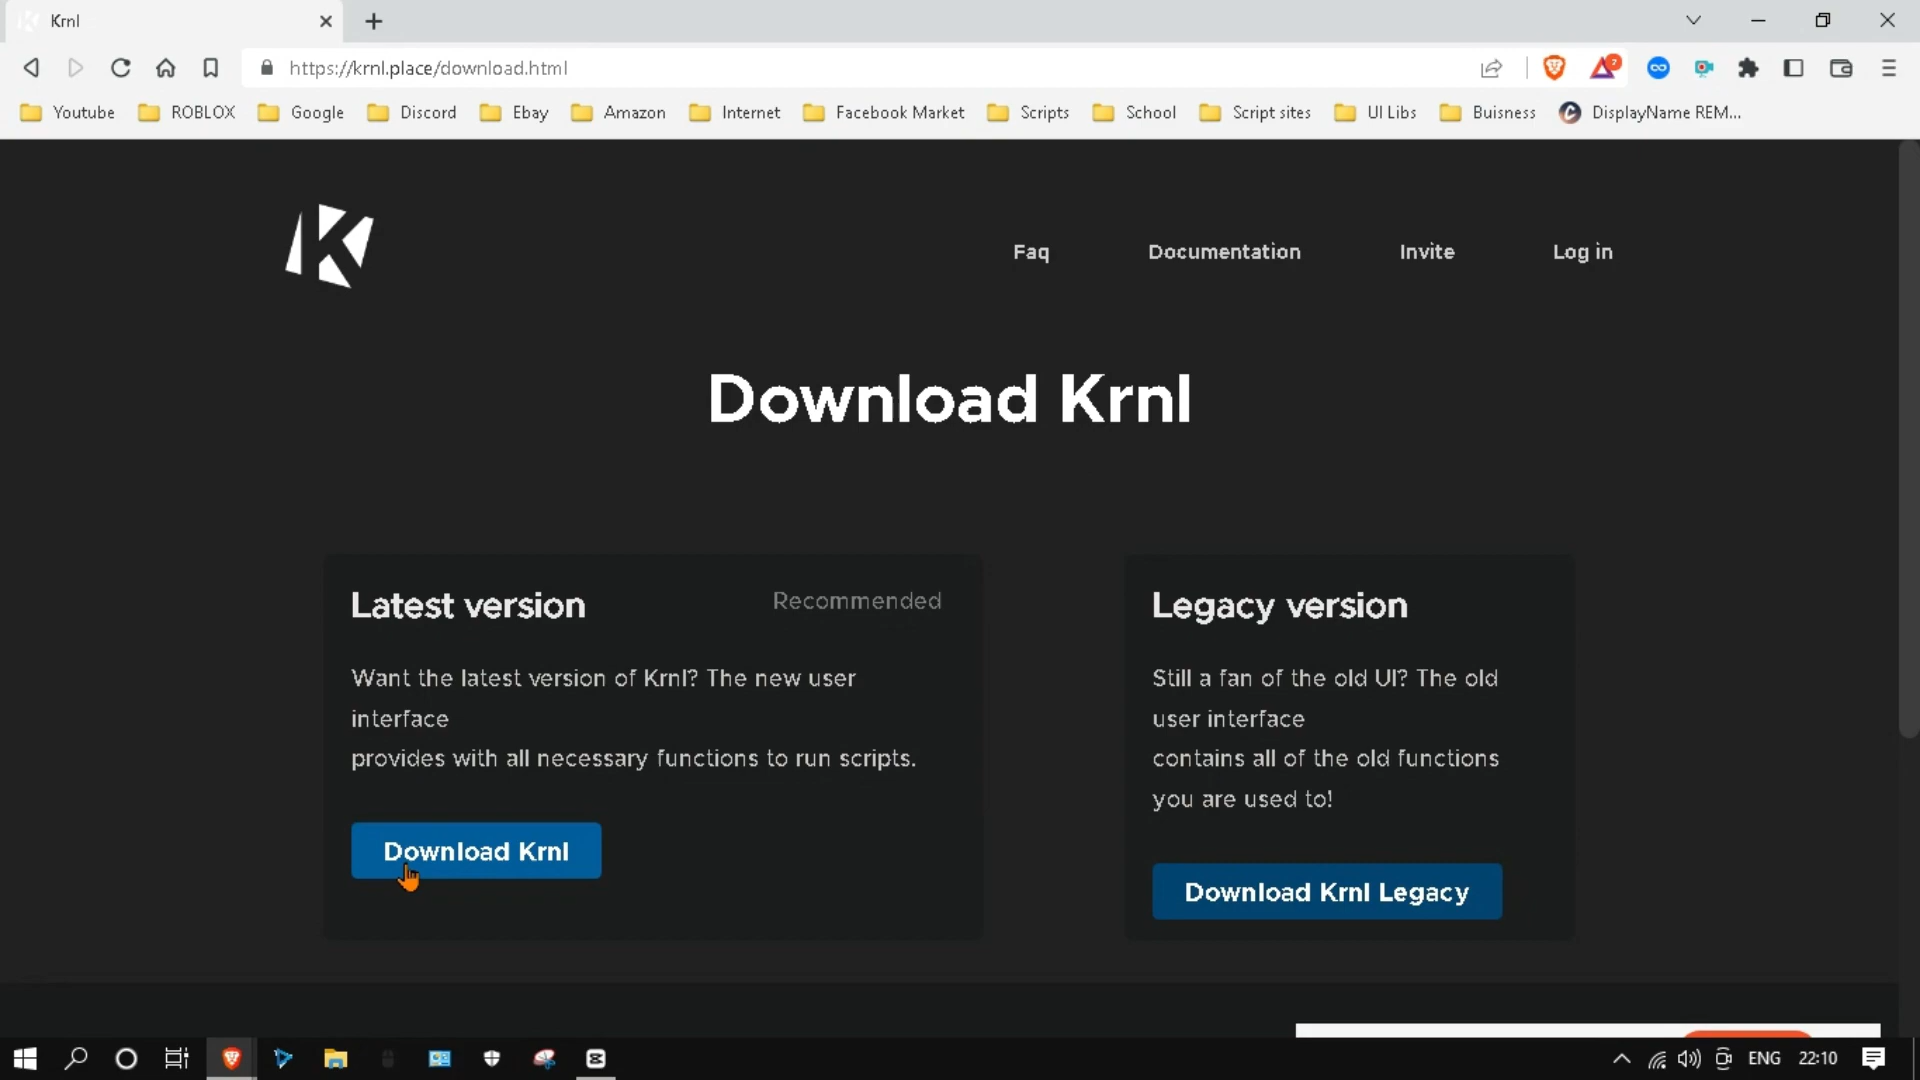 Krnl
https://krnl.place/download.html
7
Youtube ROBLOX Google Discord Ebay Amazon Internet Facebook Market Scripts School Script sites UI Libs Buisness DisplayName REM...
Faq Documentation Invite Log in
Download Krnl
Latest version
Recommended
Want the latest version of Krnl? The new user
interface
provides with all necessary functions to run scripts.
Download Krnl
Legacy version
Still a fan of the old UI? The old
user interface
contains all of the old functions
you are used to!
Download Krnl Legacy
ENG 22:10